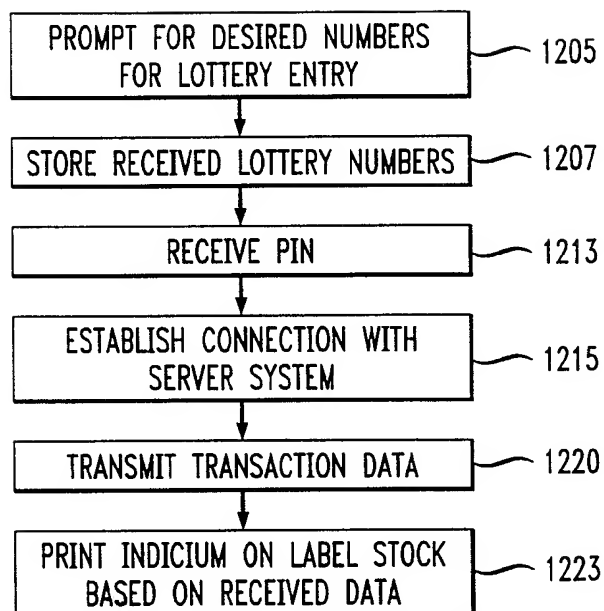 PROMPT FOR DESIRED NUMBERS
FOR LOTTERY ENTRY
1205
STORE RECEIVED LOTTERY NUMBERS
1207
RECEIVE PIN
1213
ESTABLISH CONNECTION WITH
SERVER SYSTEM
1215
TRANSMIT TRANSACTION DATA
1220
PRINT INDICIUM ON LABEL STOCK
BASED ON RECEIVED DATA
1223